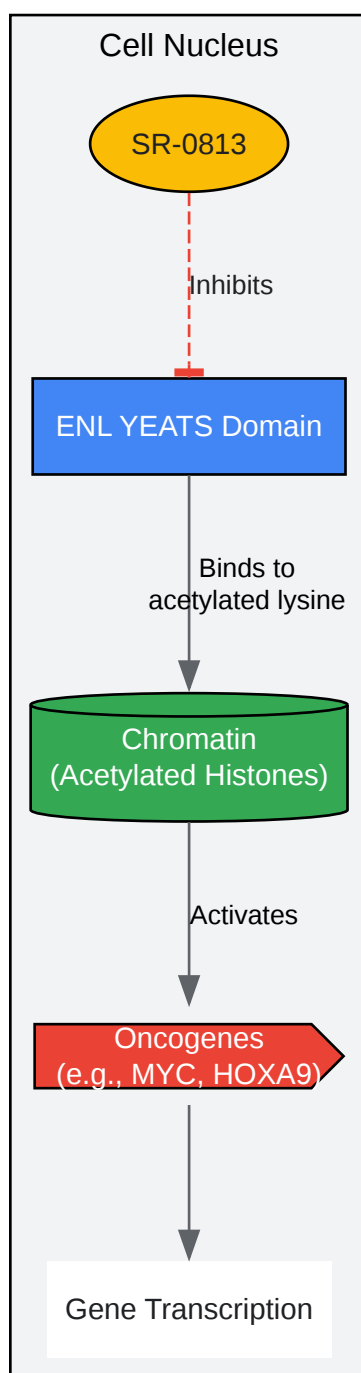 Cell Nucleus
SR-0813
Inhibits
ENL YEATS Domain
Binds to
acetylated lysine
Chromatin
(Acetylated Histones)
Activates
Oncogenes
(e.g., MYC, HOXA9)
Gene Transcription